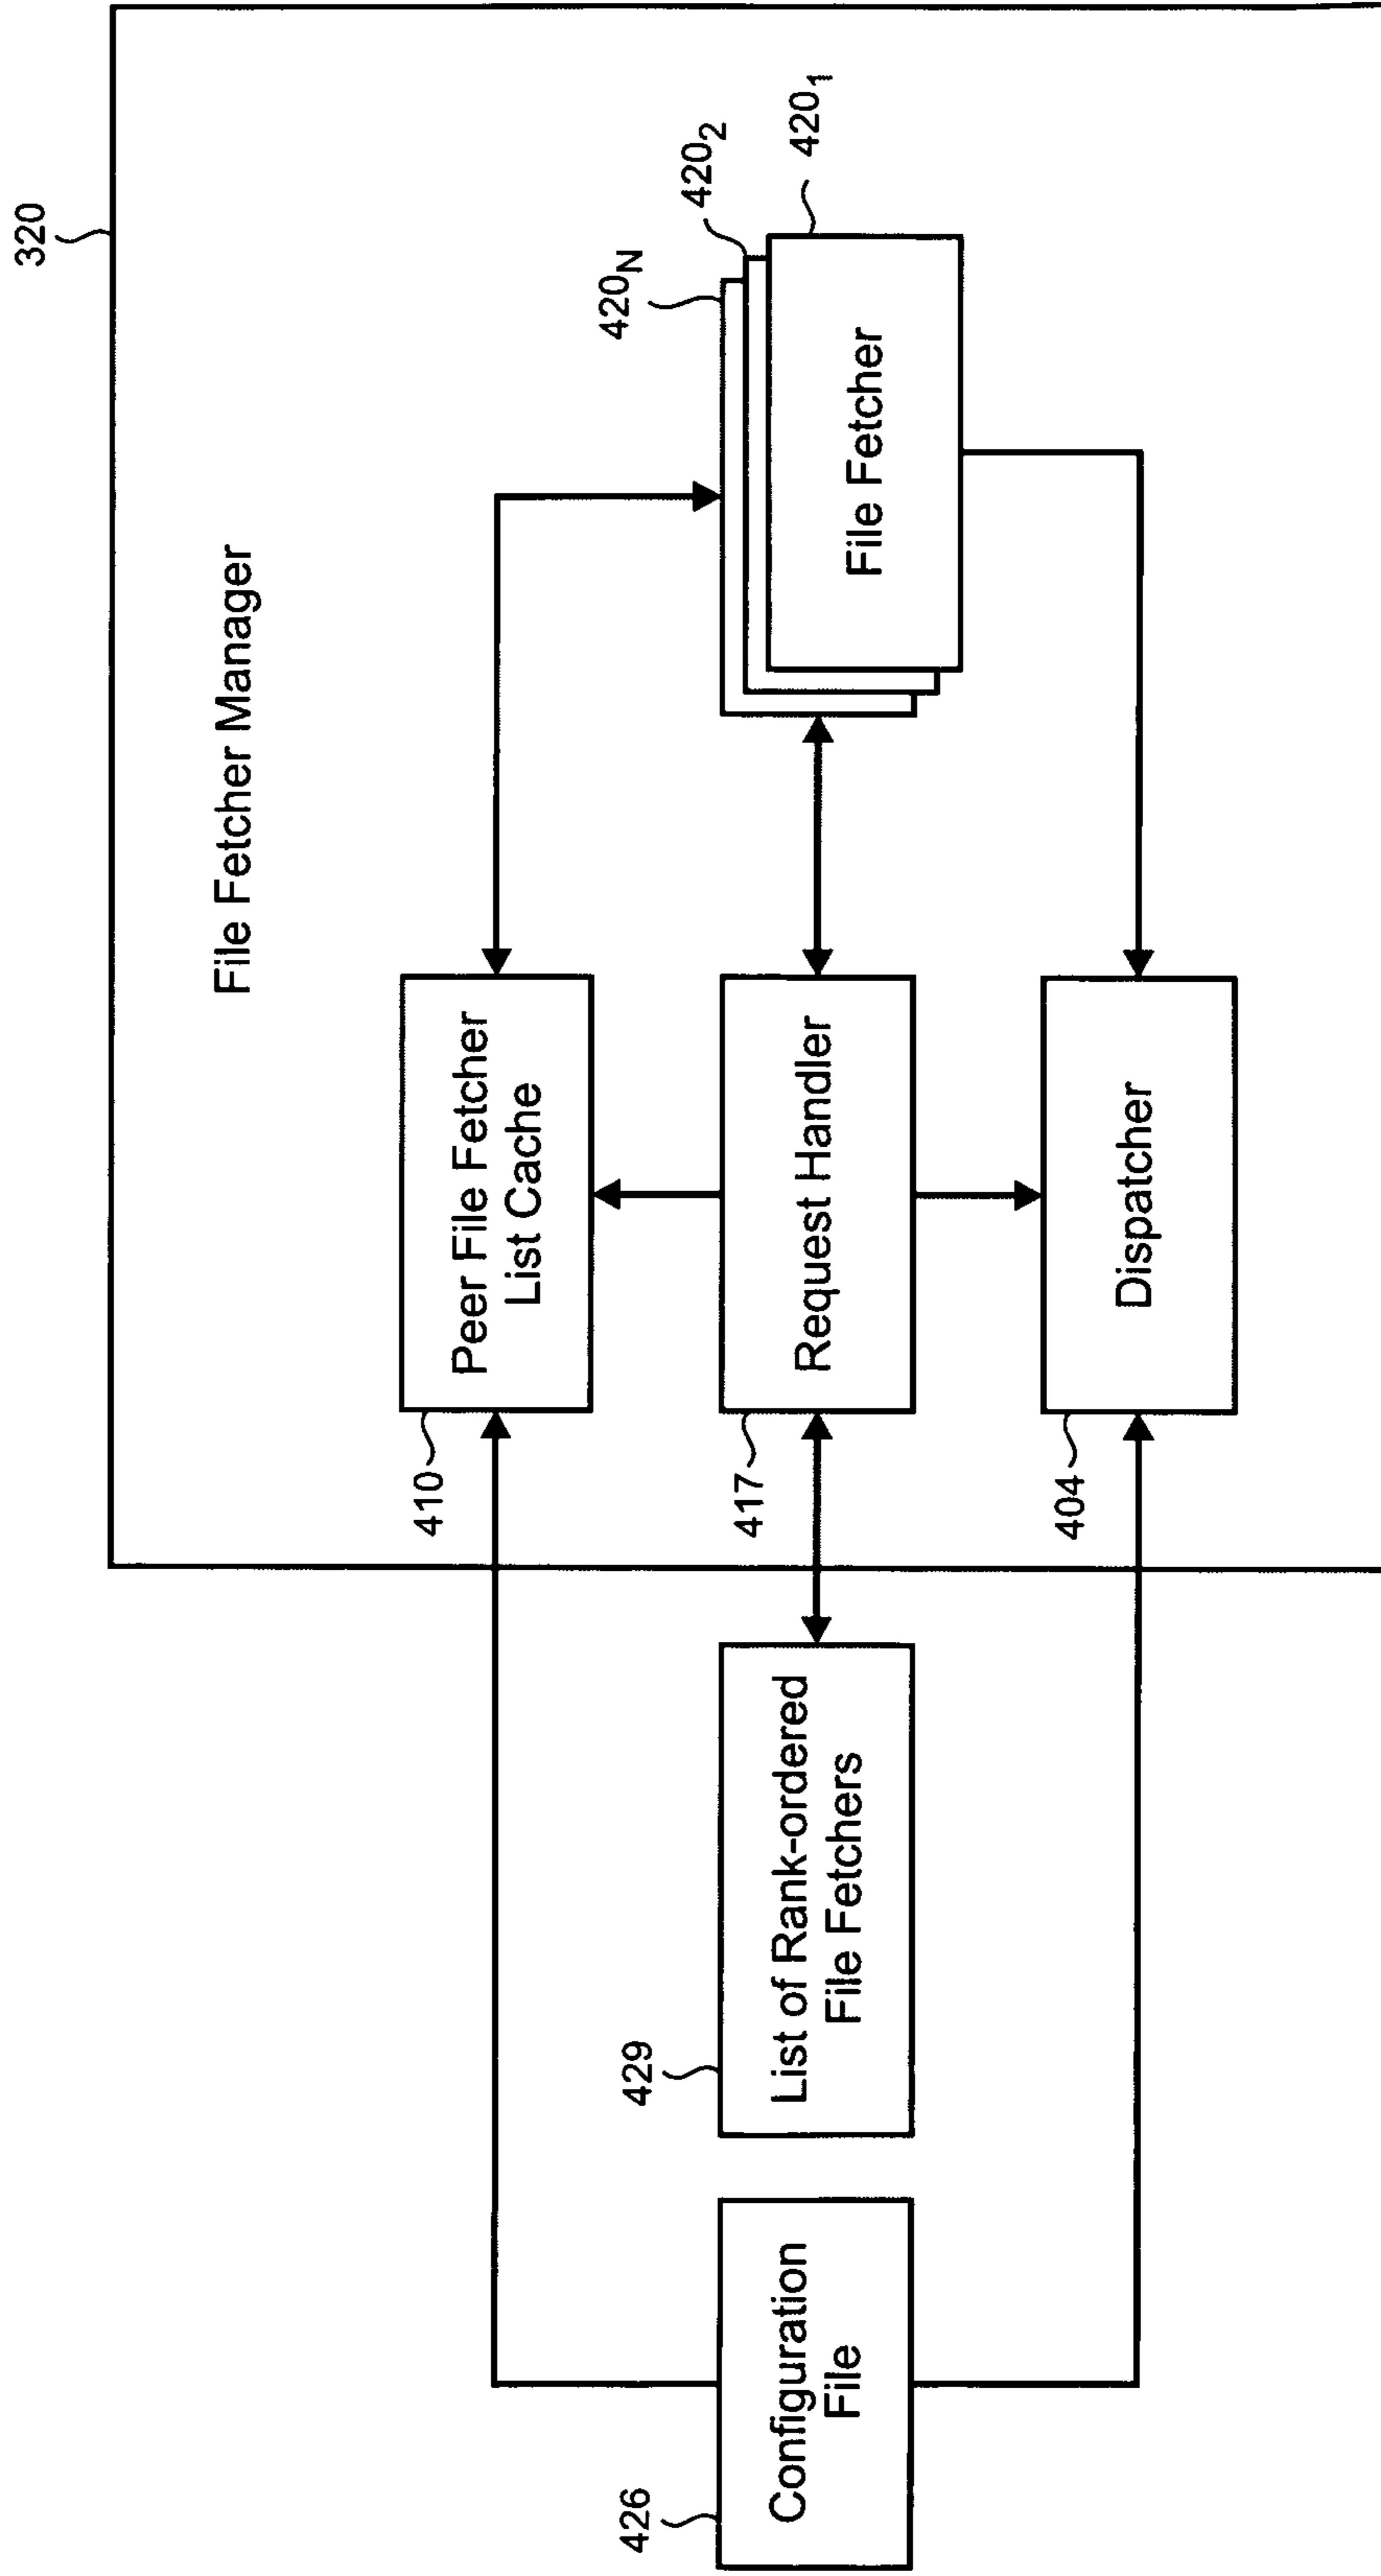 320
File Fetcher Manager
410
Peer File Fetcher
List Cache
420N
4202
4201
426
Configuration
File
429
List of Rank-ordered
File Fetchers
417
Request Handler
File Fetcher
404
Dispatcher